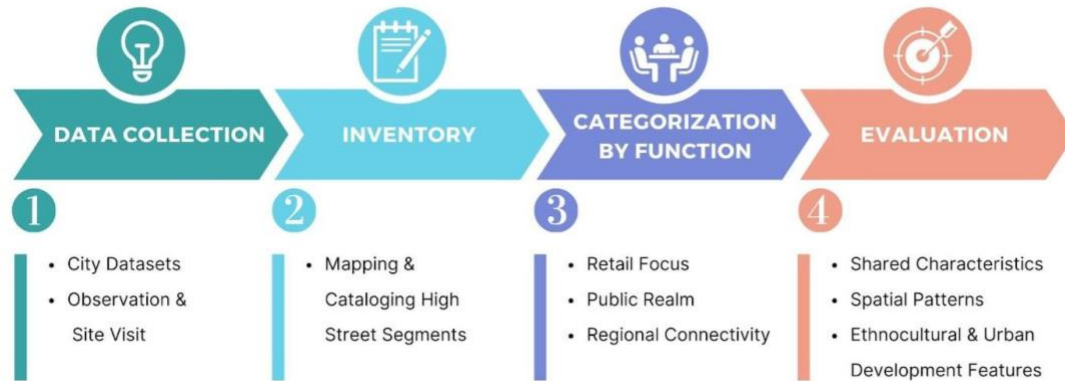 DATA COLLECTION
INVENTORY
CATEGORIZATION
BY FUNCTION
EVALUATION
1
• City Datasets
• Observation &
Site Visit
2
• Mapping &
Cataloging High
Street Segments
3
• Retail Focus
• Public Realm
• Regional Connectivity
4
• Shared Characteristics
• Spatial Patterns
• Ethnocultural & Urban
Development Features